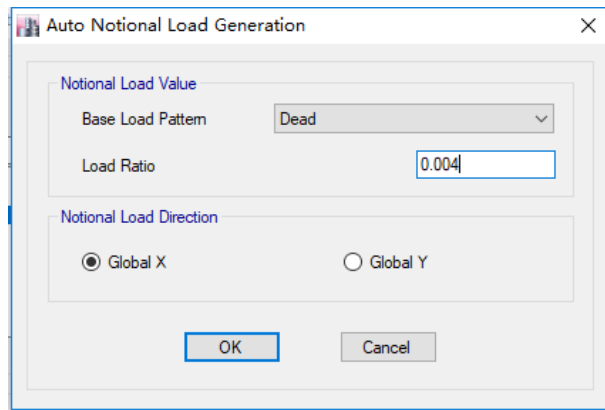 Auto Notional Load Generation
Notional Load Value
Base Load Pattern Dead
Load Ratio 0.004
Notional Load Direction
Global X Global Y
OK Cancel